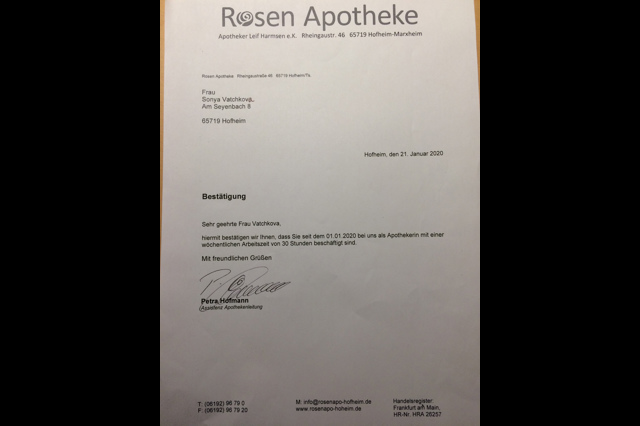 Rosen Apotheke
Apotheker Leif Harmsen e.K. Rheingaustr. 46 65719 Hofheim-Marxheim
Rosen Apotheke Rheingaustraße 46 65719 Hofheim/Ts.
Frau
Sonya Vatchkova,
Am Seyenbach 8
65719 Hofheim
Hofheim, den 21. Januar 2020
Bestätigung
Sehr geehrte Frau Vatchkova,
hiermit bestätigen wir Ihnen, dass Sie seit dem 01.01.2020 bei uns als Apothekerin mit einer
wöchentlichen Arbeitszeit von 30 Stunden beschäftigt sind.
Mit freundlichen Grüßen
Petra Hofmann
(Assistenz Apothekenleitung
T: (06192) 96 79 0
F: (06192) 96 79 20
M: info@rosenapo-hofheim.de
www.rosenapo-hoheim.de
Handelsregister:
Frankfurt am Main,
HR-Nr. HRA 26257